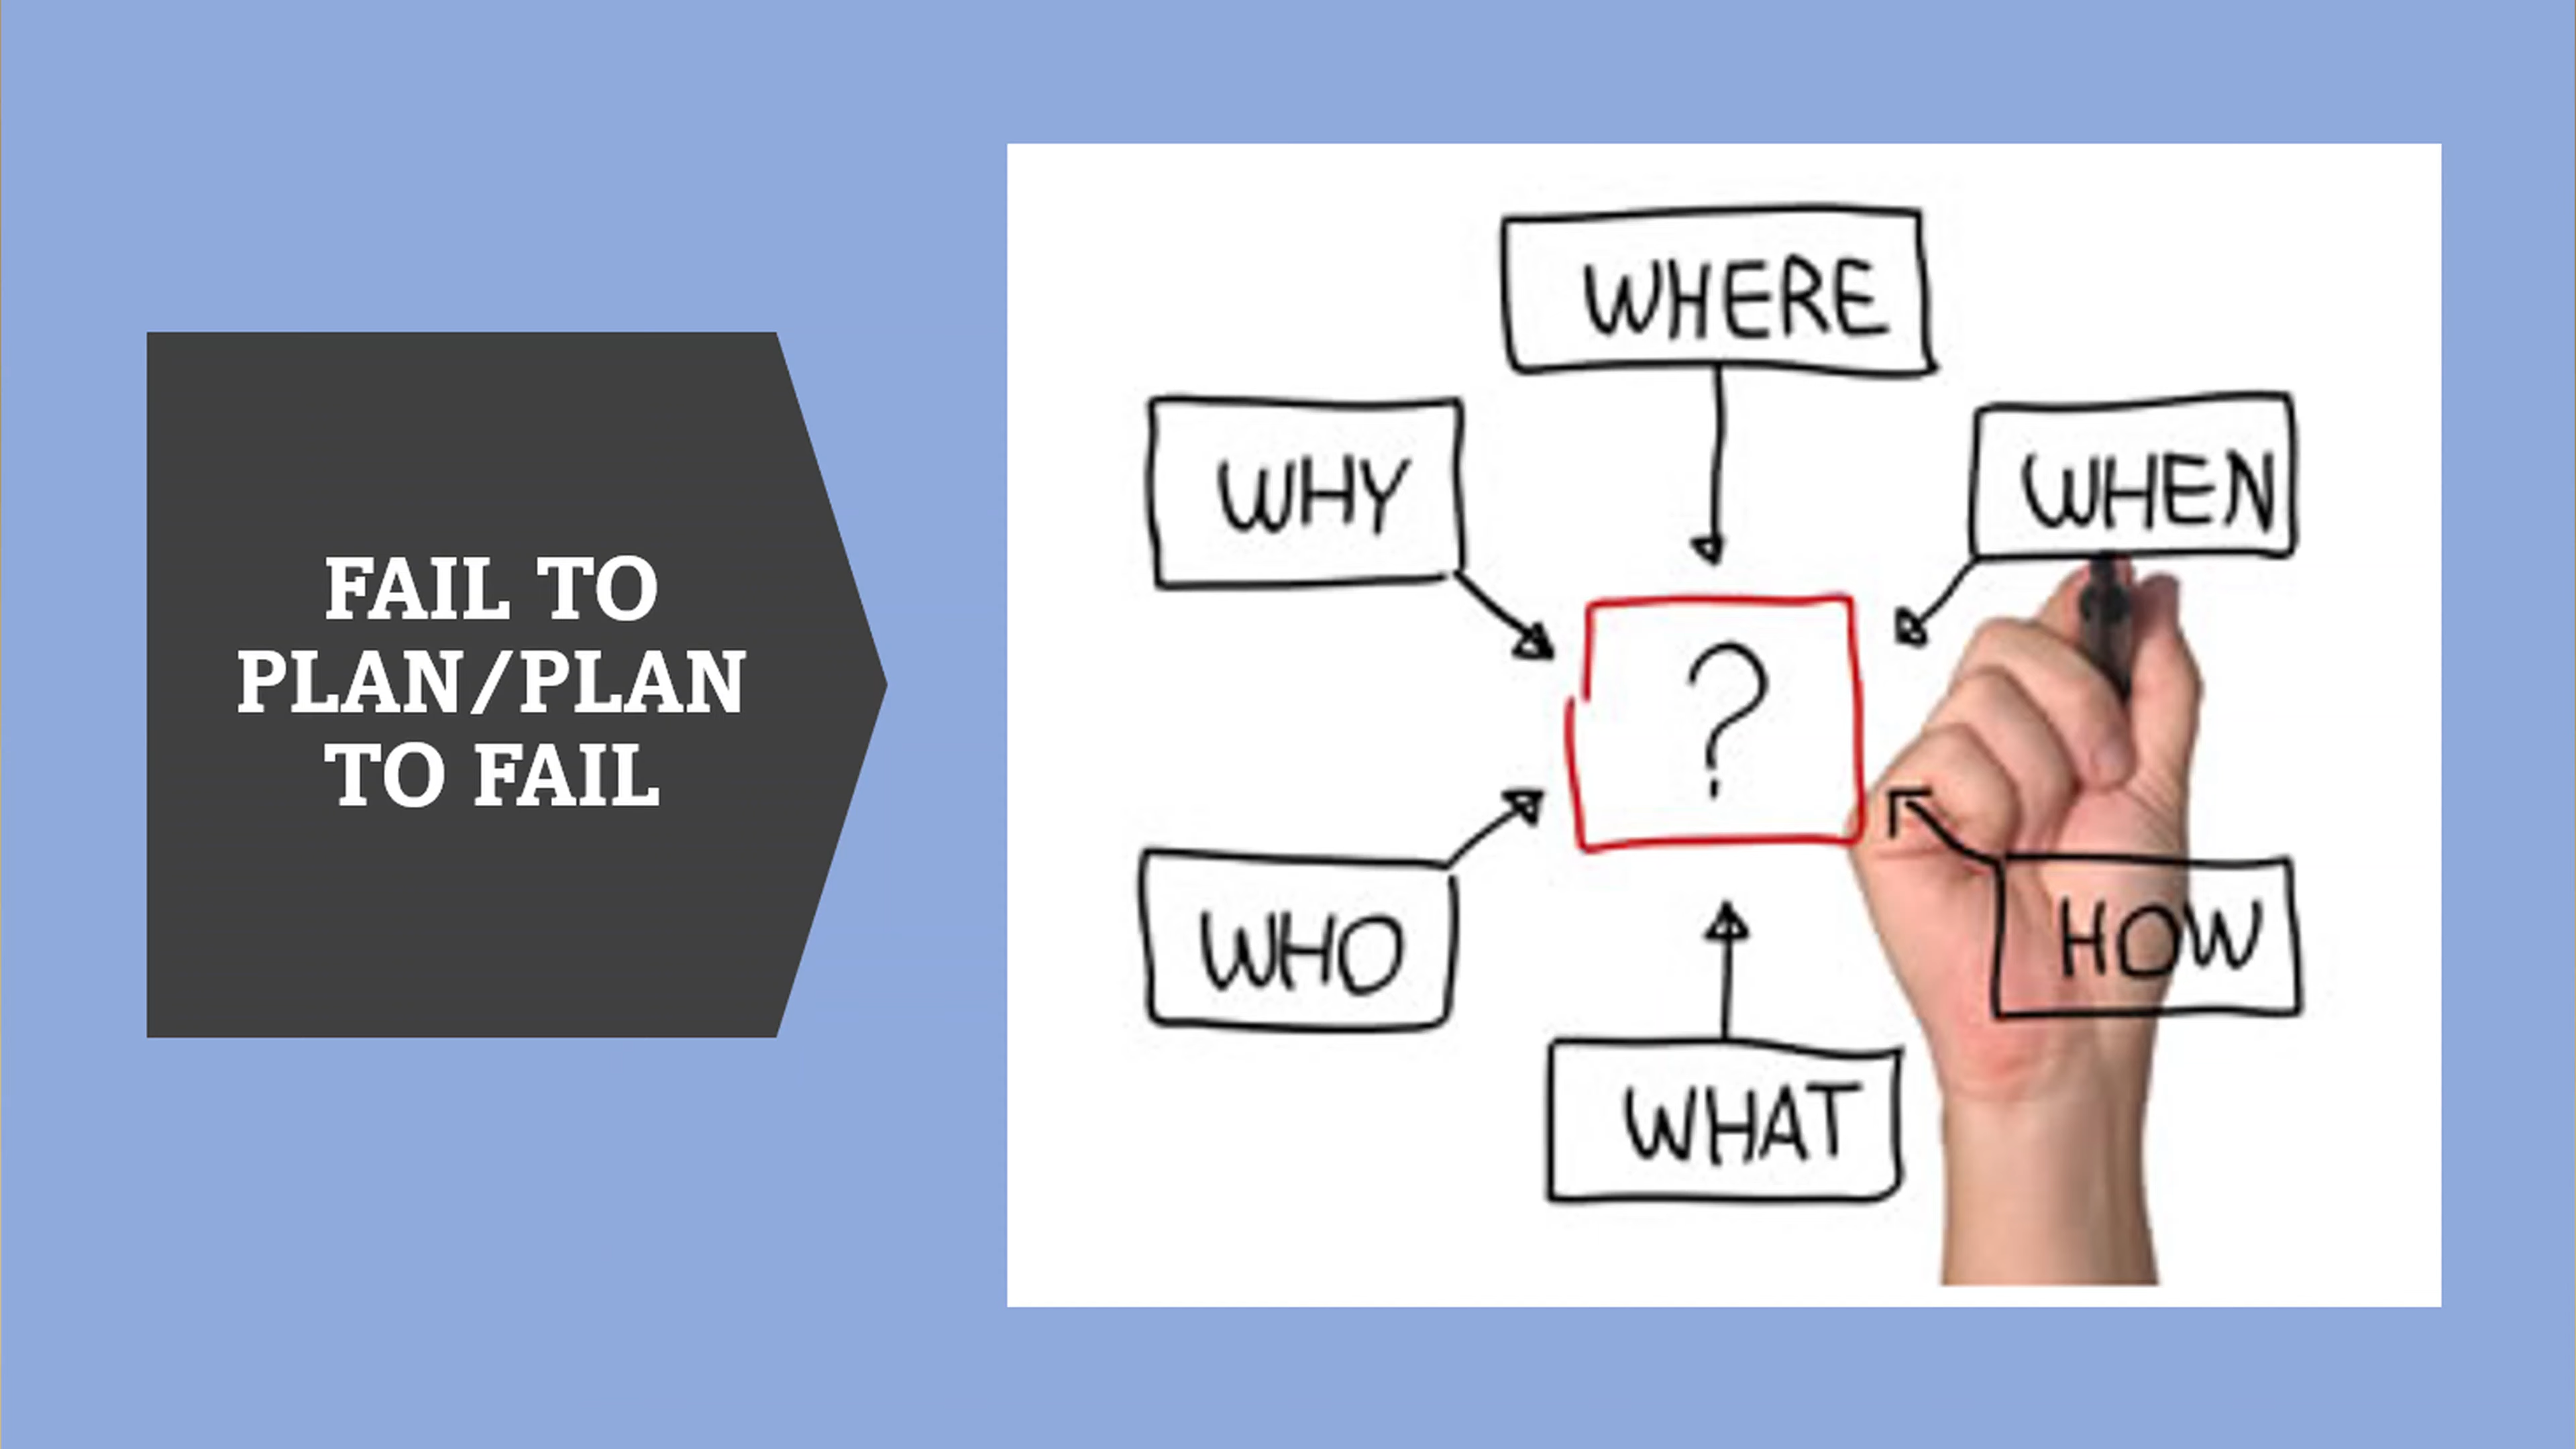 FAIL TO
PLAN/PLAN
TO FAIL
WHERE
WHY
WHEN
?
WHO
HOW
WHAT